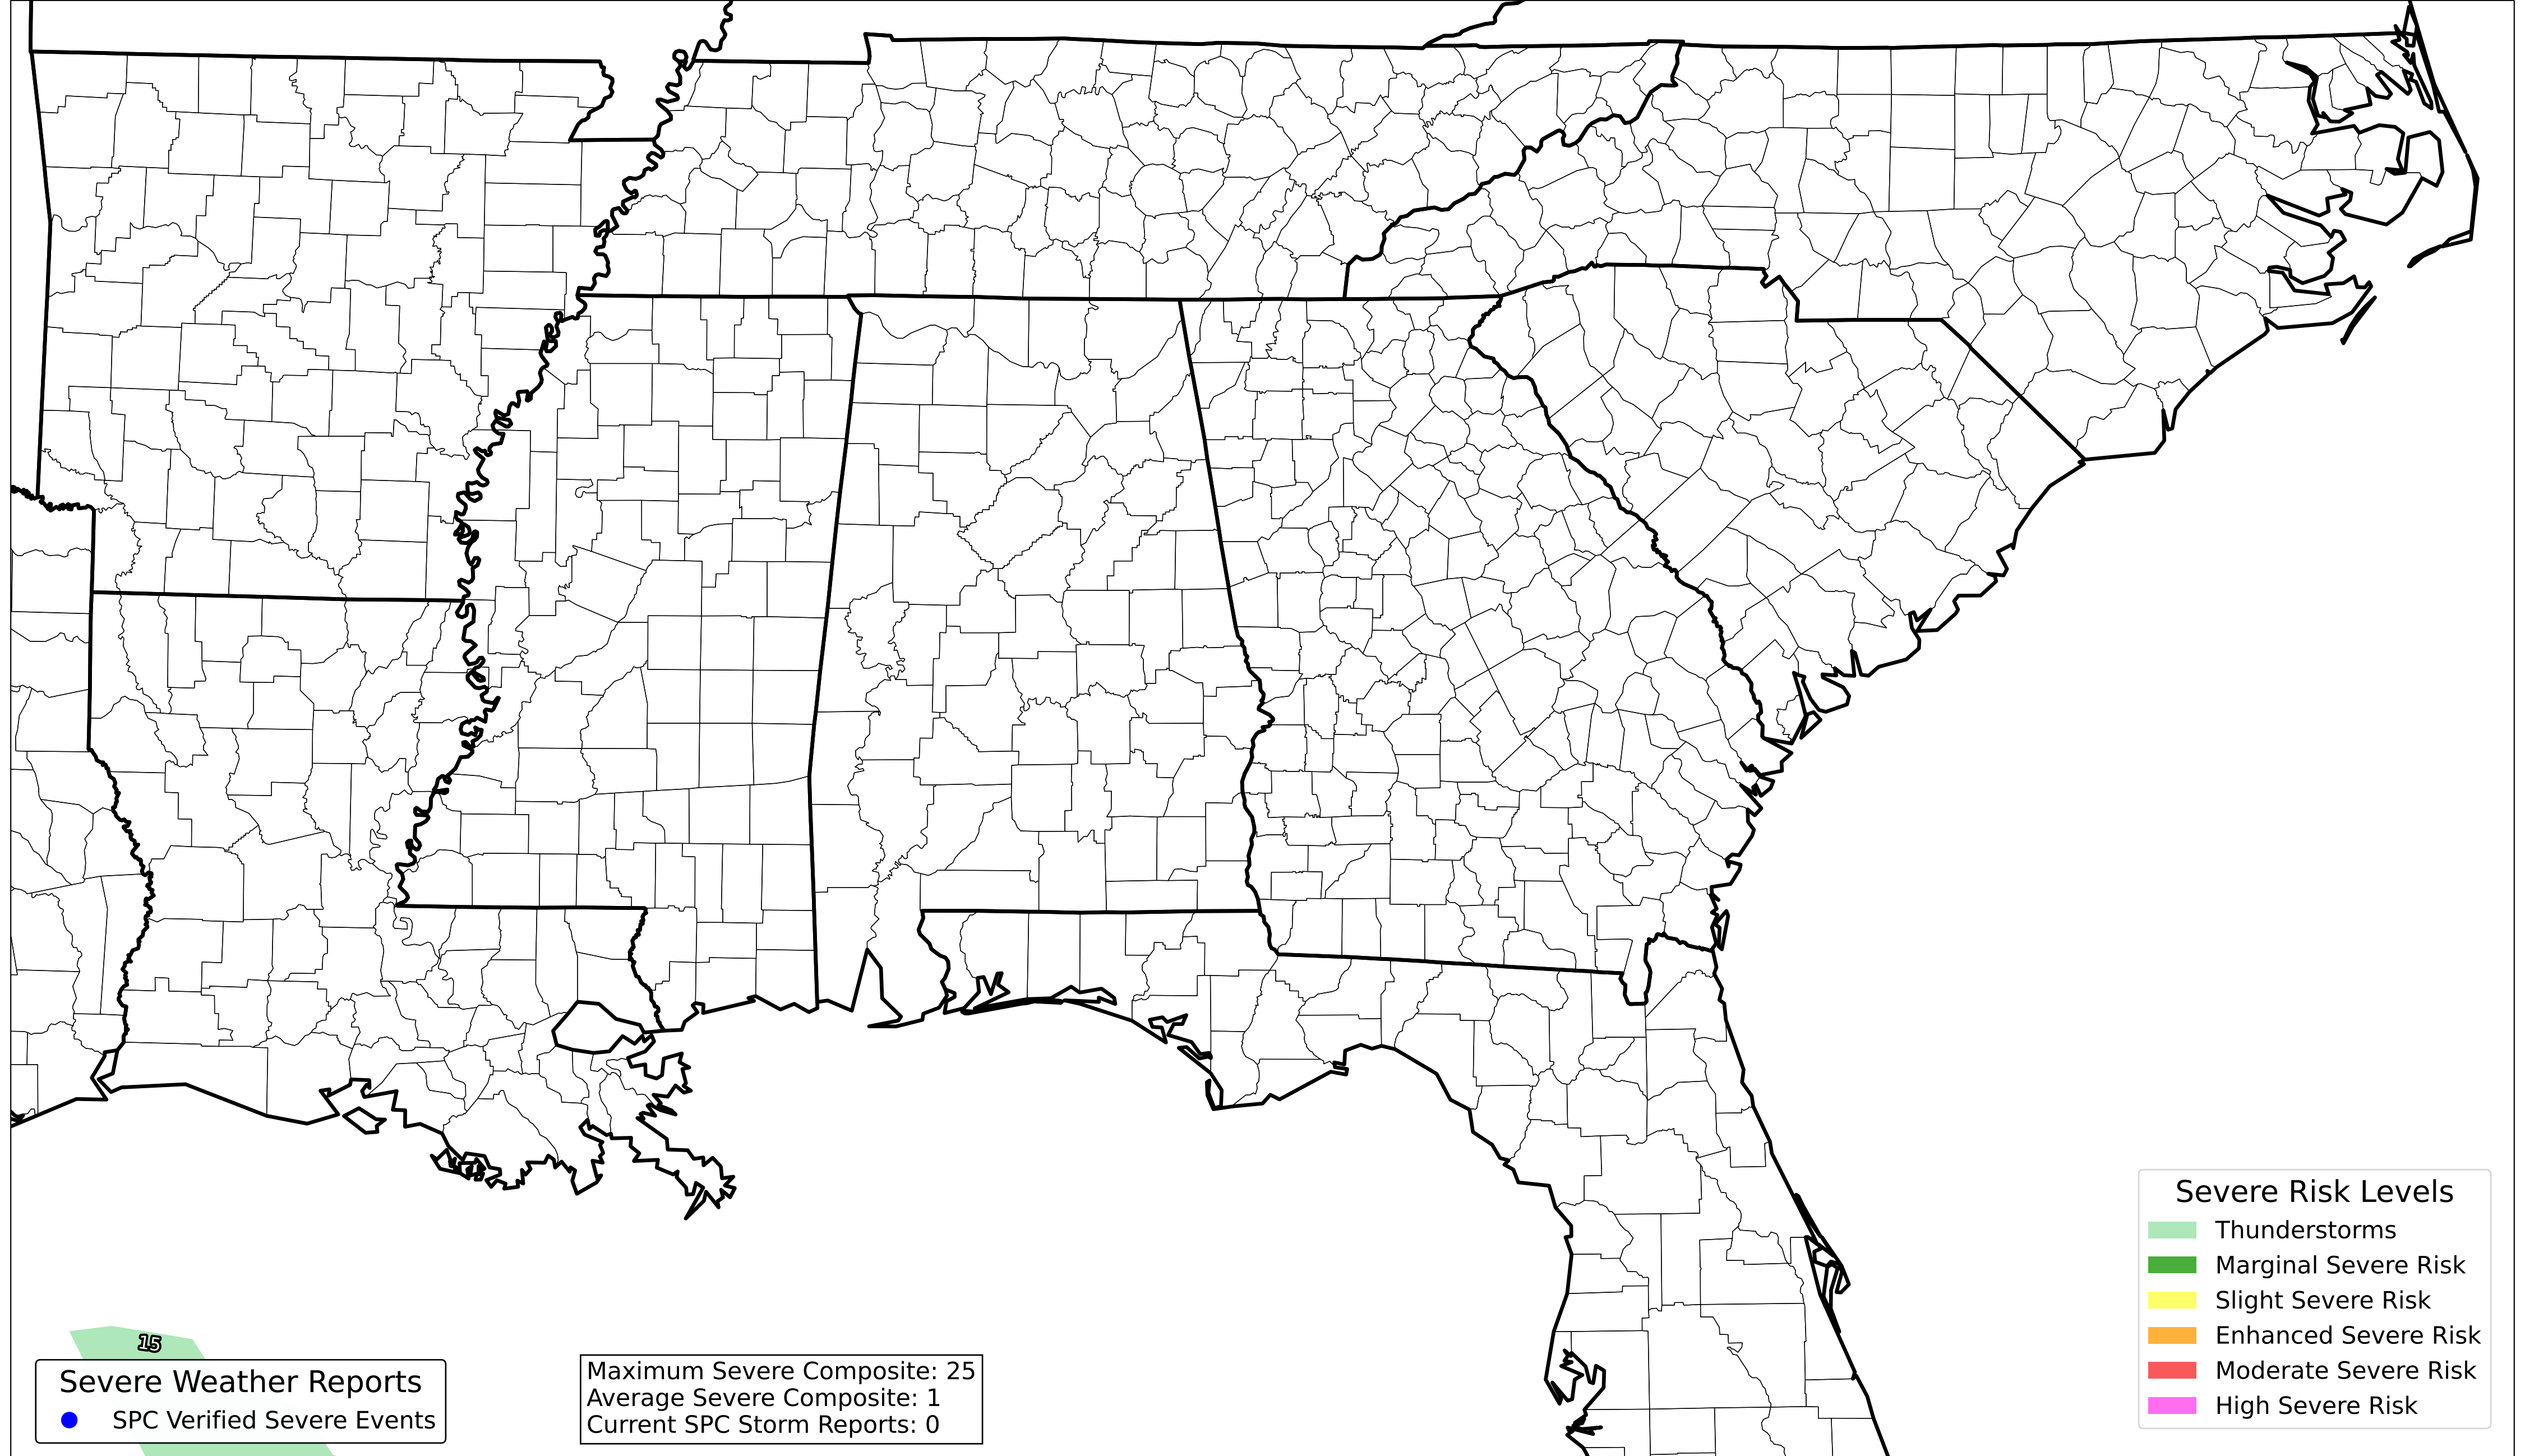 15
Severe Weather Reports
SPC Verified Severe Events
Maximum Severe Composite: 25
Average Severe Composite: 1
Current SPC Storm Reports: 0
Severe Risk Levels
Thunderstorms
Marginal Severe Risk
Slight Severe Risk
Enhanced Severe Risk
Moderate Severe Risk
High Severe Risk